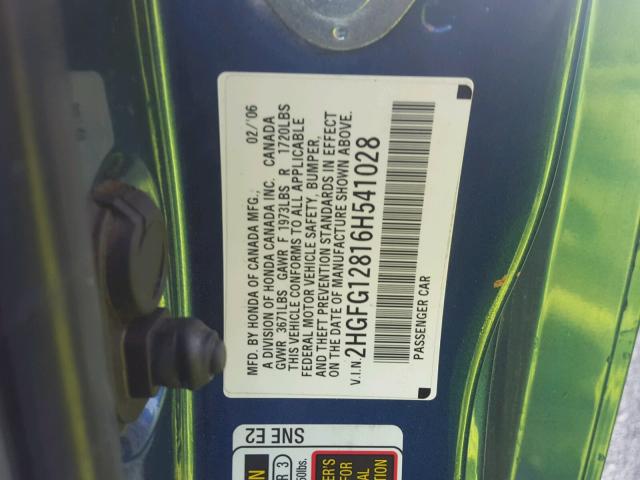 MFD. BY HONDA OF CANADA MFG., 02/'06
A DIVISION OF HONDA CANADA INC. CANADA
GVWR 3671LBS GAWR F 1973LBS R 1720LBS
THIS VEHICLE CONFORMS TO ALL APPLICABLE
FEDERAL MOTOR VEHICLE SAFETY, BUMPER,
AND THEFT PREVENTION STANDARDS IN EFFECT
ON THE DATE OF MANUFACTURE SHOWN ABOVE.
V.I.N. 2HGFG12816H541028
PASSENGER CAR
SNE E2
R 3